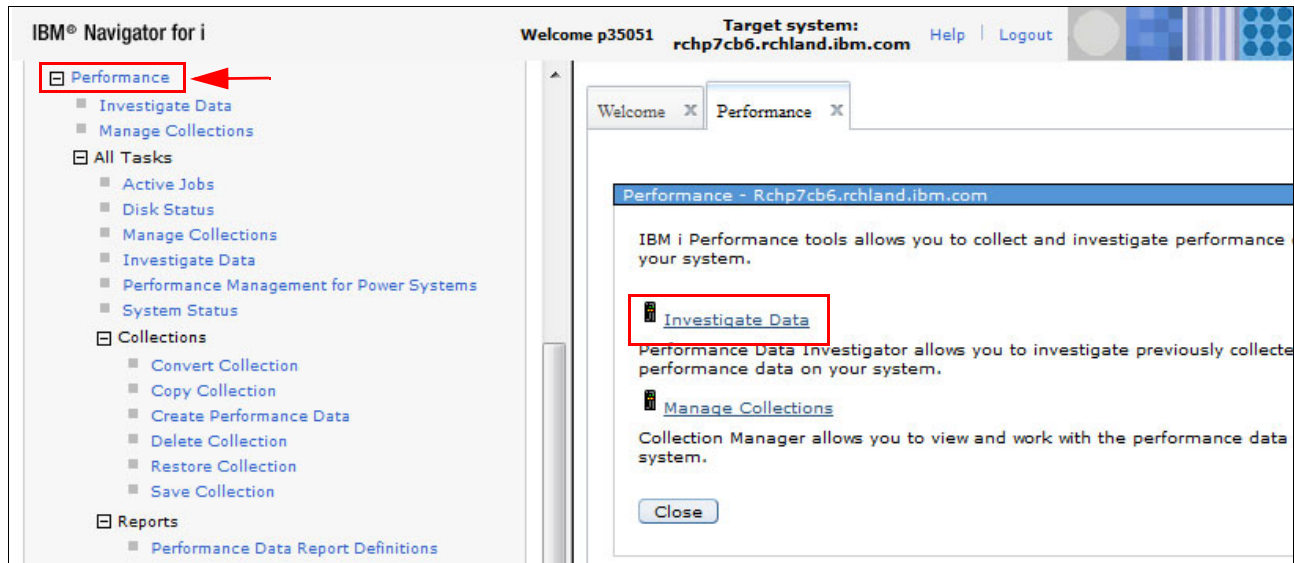 IBM® Navigator for i
Welcome p35051
Target system:
rchp7cb6.rchland.ibm.com
Help
Logout
Performance
Investigate Data
Manage Collections
All Tasks
Active Jobs
Disk Status
Manage Collections
Investigate Data
Performance Management for Power Systems
System Status
Collections
Convert Collection
Copy Collection
Create Performance Data
Delete Collection
Restore Collection
Save Collection
Reports
Performance Data Report Definitions
Welcome X
Performance X
Performance - Rchp7cb6.rchland.ibm.com
IBM i Performance tools allows you to collect and investigate performance
your system.
Investigate Data
Performance Data Investigator allows you to investigate previously collecte
performance data on your system.
Manage Collections
Collection Manager allows you to view and work with the performance data
system.
Close